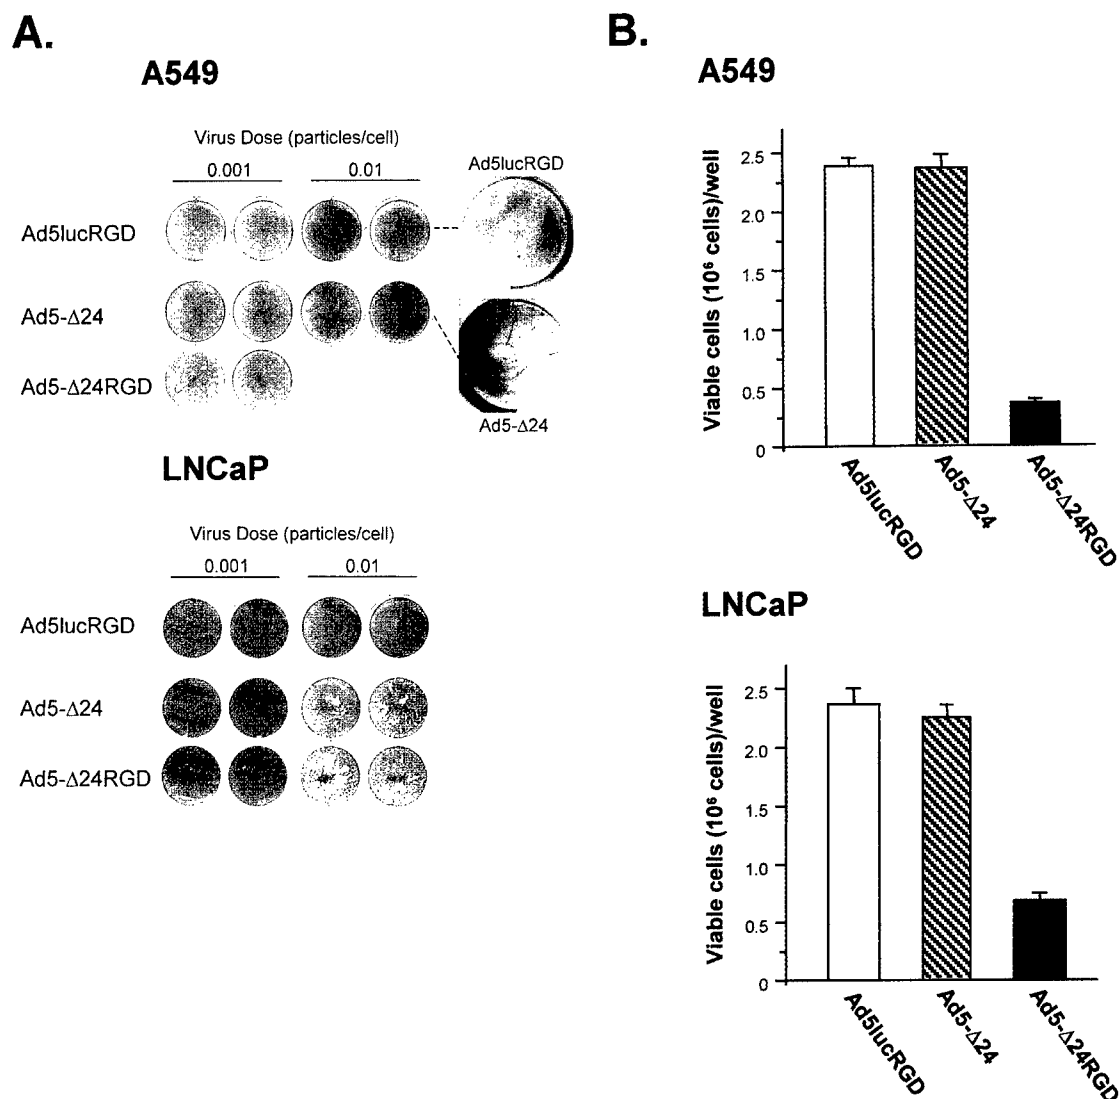 A.
A549
Virus Dose (particles/cell)
0.001 0.01
Ad5lucRGD
Ad5lucRGD
Ad5-Δ24
Ad5-Δ24RGD
Ad5-Δ24
LNCaP
Virus Dose (particles/cell)
0.001 0.01
Ad5lucRGD
Ad5-Δ24
Ad5-Δ24RGD
B.
A549
Viable cells (10⁶ cells)/well
2.5
2.0
1.5
1.0
0.5
0
Ad5lucRGD
Ad5-Δ24
Ad5-Δ24RGD
LNCaP
Viable cells (10⁶ cells)/well
2.5
2.0
1.5
1.0
0.5
0
Ad5lucRGD
Ad5-Δ24
Ad5-Δ24RGD